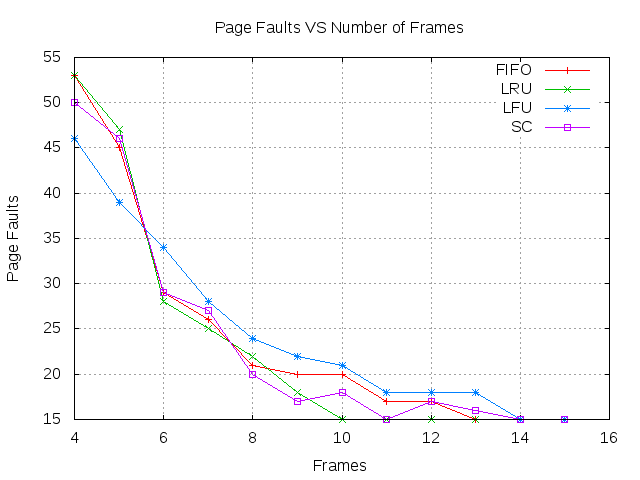 Page Faults VS Number of Frames
55
50
45
40
35
30
25
20
15
Page Faults
FIFO
LRU
LFU
SC
4 6 8 10 12 14 16
Frames